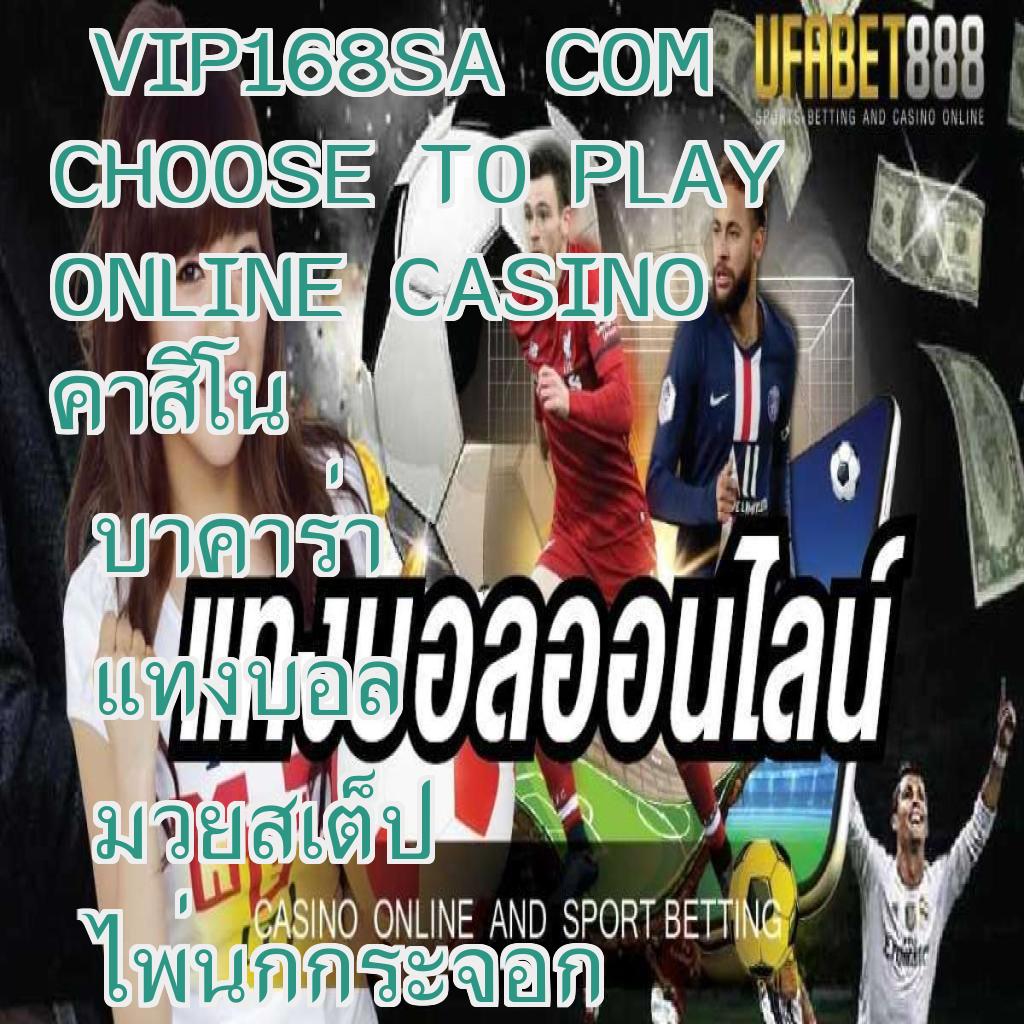 VIP168SA COM
UFABET888
SPORTS BETTING AND CASINO ONLINE
CHOOSE TO PLAY
ONLINE CASINO
คาสิโน
บาคาร่า
แทงบอลออนไลน์
แทงบอล
มวยสเต็ป
CASINO ONLINE AND SPORT BETTING
ไพ่นกกระจอก